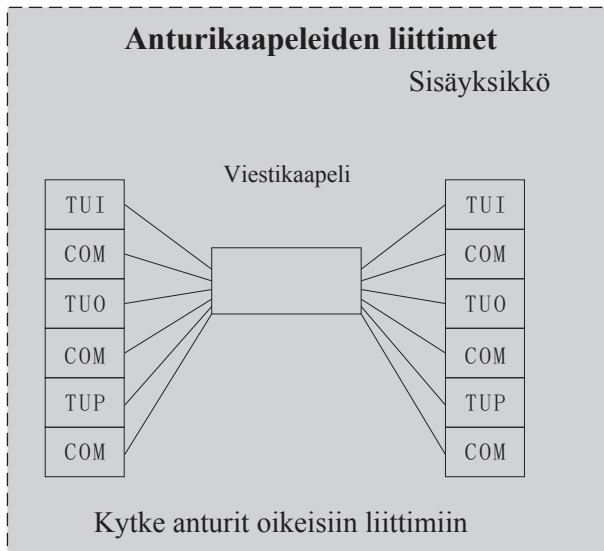 Anturikaapeleiden liittimet
Sisäyksikkö
Viestikaapeli
TUI TUI
COM COM
TUO TUO
COM COM
TUP TUP
COM COM
Kytke anturit oikeisiin liittimiin